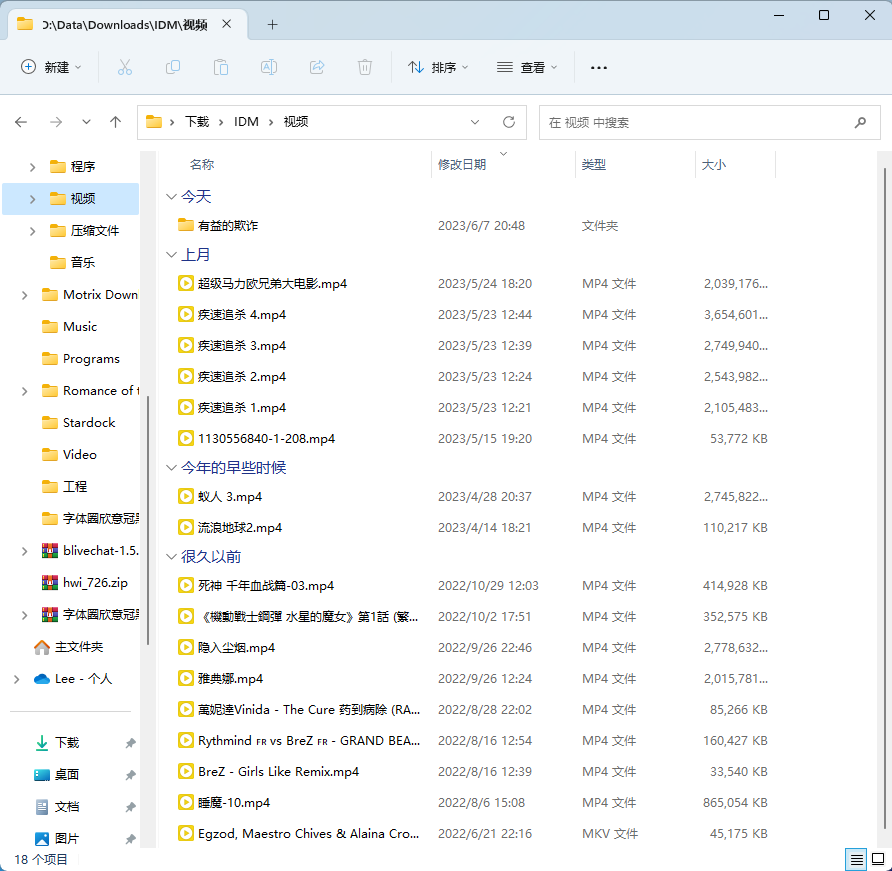 D:\Data\Downloads\IDM\视频
新建
排序
查看
下载 IDM 视频
在 视频 中搜索
程序
视频
压缩文件
音乐
Motrix Down
Music
Programs
Romance of t
Stardock
Video
工程
字体圈欣意冠黑
blivechat-1.5.
hwi_726.zip
字体圈欣意冠黑
主文件夹
Lee - 个人
下载
桌面
文档
图片
名称 修改日期 类型 大小
今天
有益的欺诈 2023/6/7 20:48 文件夹
上月
超级马力欧兄弟大电影.mp4 2023/5/24 18:20 MP4 文件 2,039,176...
疾速追杀 4.mp4 2023/5/23 12:44 MP4 文件 3,654,601...
疾速追杀 3.mp4 2023/5/23 12:39 MP4 文件 2,749,940...
疾速追杀 2.mp4 2023/5/23 12:24 MP4 文件 2,543,982...
疾速追杀 1.mp4 2023/5/23 12:21 MP4 文件 2,105,483...
1130556840-1-208.mp4 2023/5/15 19:20 MP4 文件 53,772 KB
今年的早些时候
蚁人 3.mp4 2023/4/28 20:37 MP4 文件 2,745,822...
流浪地球2.mp4 2023/4/14 18:21 MP4 文件 110,217 KB
很久以前
死神 千年血战篇-03.mp4 2022/10/29 12:03 MP4 文件 414,928 KB
《機動戰士鋼彈 水星的魔女》第1話 (繁... 2022/10/2 17:51 MP4 文件 352,575 KB
隐入尘烟.mp4 2022/9/26 22:46 MP4 文件 2,778,632...
雅典娜.mp4 2022/9/26 12:24 MP4 文件 2,015,781...
萬妮達Vinida - The Cure 药到病除 (RA... 2022/8/28 22:02 MP4 文件 85,266 KB
Rythmind 🇫🇷 vs BreZ 🇫🇷 - GRAND BEA... 2022/8/16 12:54 MP4 文件 160,427 KB
BreZ - Girls Like Remix.mp4 2022/8/16 12:39 MP4 文件 33,540 KB
睡魔-10.mp4 2022/8/6 15:08 MP4 文件 865,054 KB
Egzod, Maestro Chives & Alaina Cro... 2022/6/21 22:16 MKV 文件 45,175 KB
18 个项目